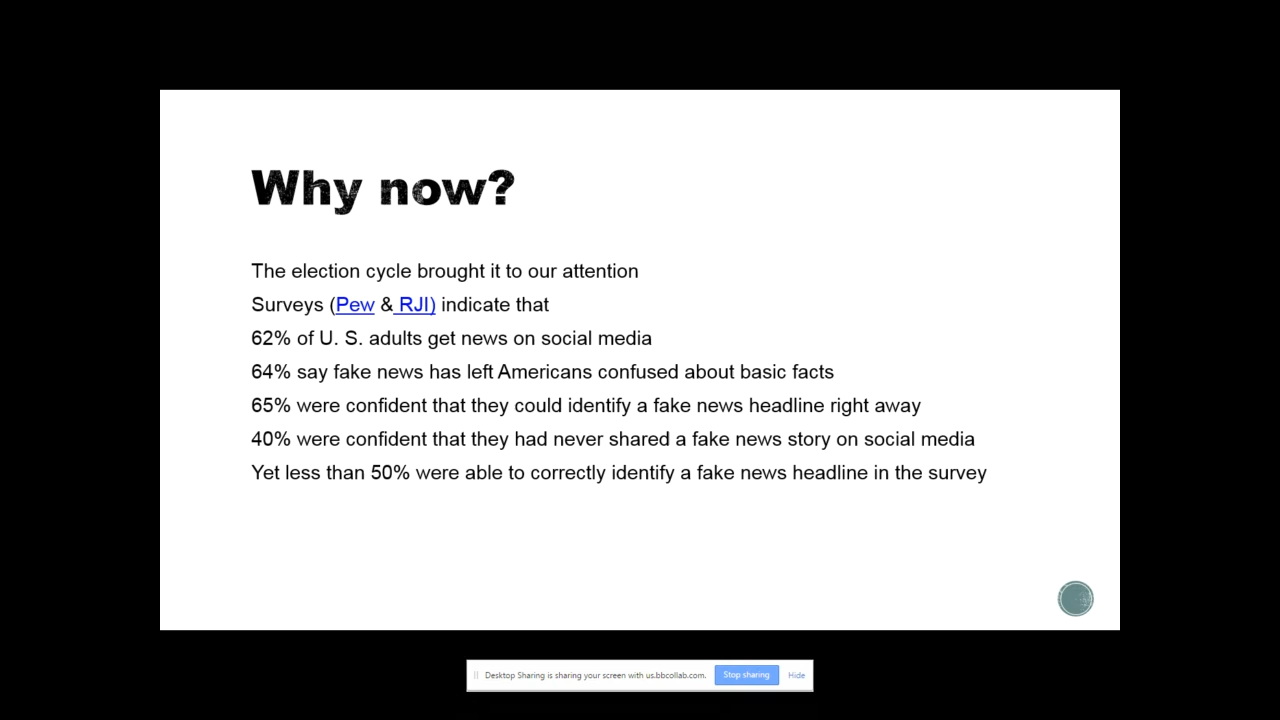 Why now?
The election cycle brought it to our attention
Surveys (Pew & RJI) indicate that
62% of U. S. adults get news on social media
64% say fake news has left Americans confused about basic facts
65% were confident that they could identify a fake news headline right away
40% were confident that they had never shared a fake news story on social media
Yet less than 50% were able to correctly identify a fake news headline in the survey
Desktop Sharing is sharing your screen with us.bbcollab.com. Stop sharing Hide